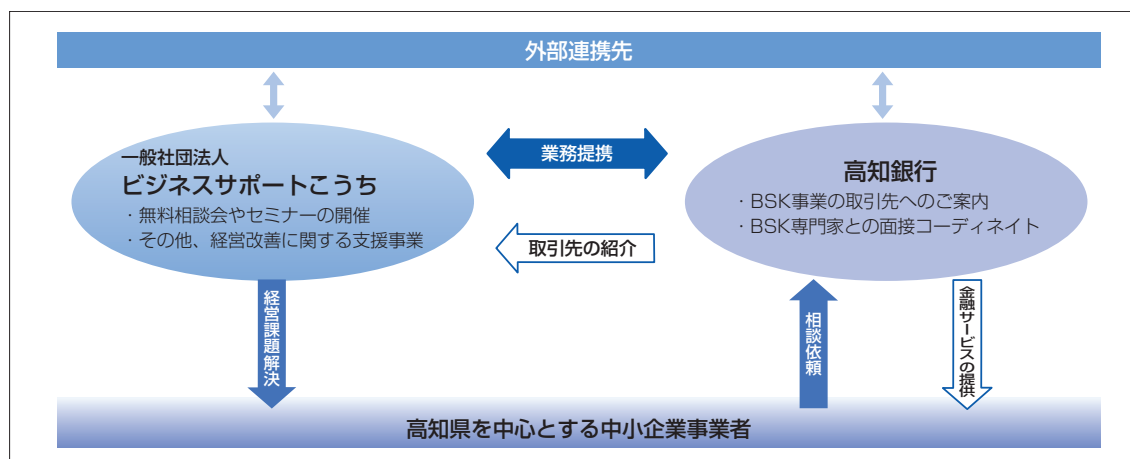 外部連携先
一般社団法人
ビジネスサポートこうち
・無料相談会やセミナーの開催
・その他、経営改善に関する支援事業
業務提携
取引先の紹介
高知銀行
・BSK事業の取引先へのご案内
・BSK専門家との面接コーディネイト
経営課題解決
相談依頼
金融サービスの提供
高知県を中心とする中小企業事業者